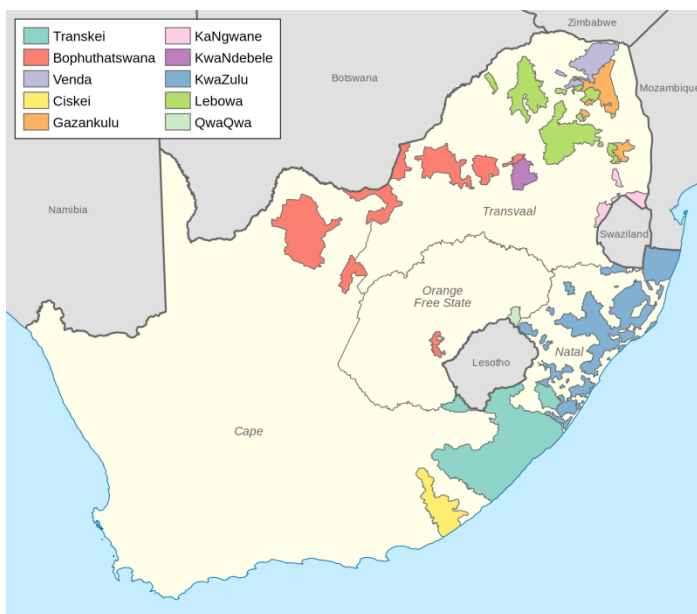 Transkei
Bophuthatswana
Venda
Ciskei
Gazankulu
KaNgwane
KwaNdebele
KwaZulu
Lebowa
QwaQwa
Zimbabwe
Botswana
Mozambique
Namibia
Transvaal
Swaziland
Orange
Free State
Natal
Lesotho
Cape